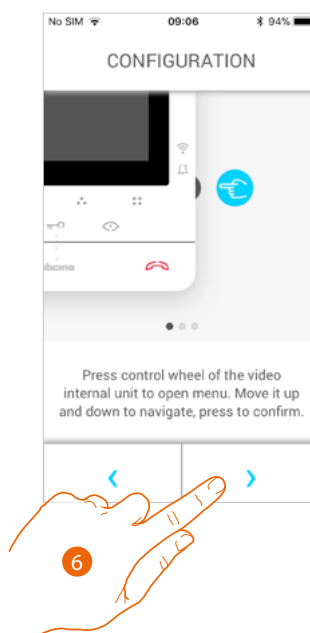 No SIM 09:06 94%
CONFIGURATION
Press control wheel of the video
internal unit to open menu. Move it up
and down to navigate, press to confirm.
6